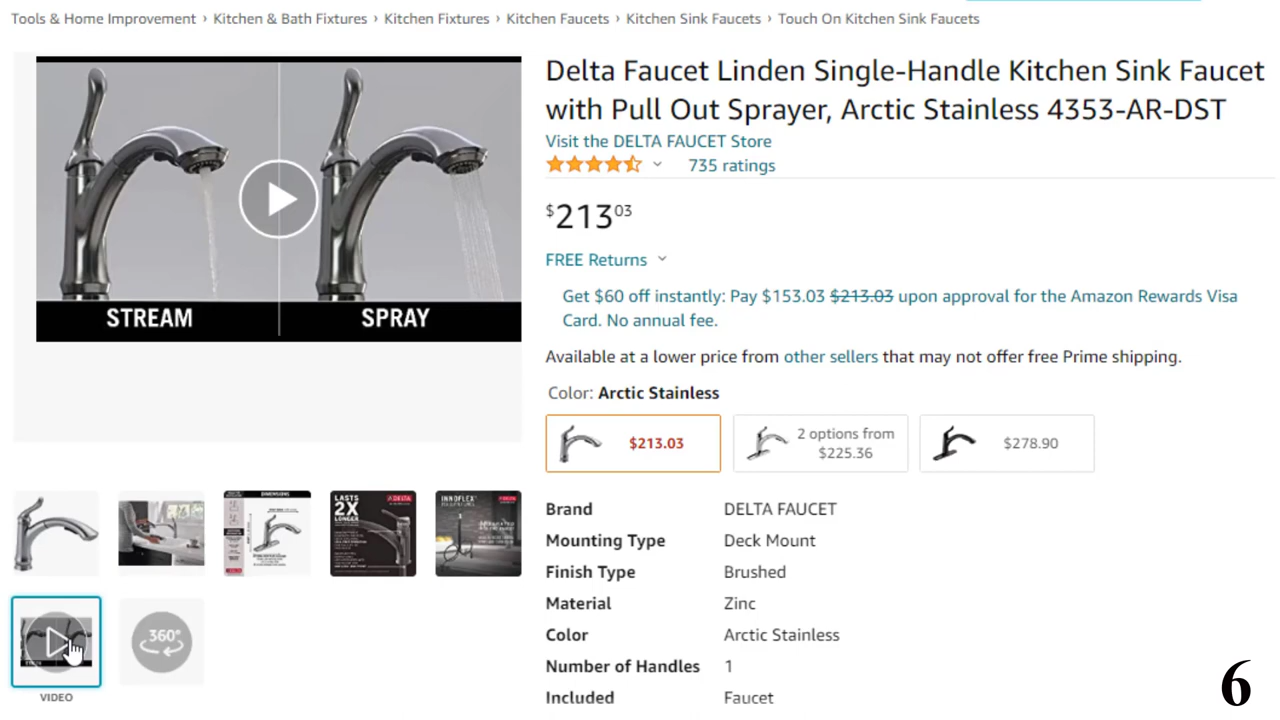 Tools & Home Improvement › Kitchen & Bath Fixtures › Kitchen Fixtures › Kitchen Faucets › Kitchen Sink Faucets › Touch On Kitchen Sink Faucets
Delta Faucet Linden Single-Handle Kitchen Sink Faucet
with Pull Out Sprayer, Arctic Stainless 4353-AR-DST
Visit the DELTA FAUCET Store
735 ratings
$213 03
FREE Returns
Get $60 off instantly: Pay $153.03 $213.03 upon approval for the Amazon Rewards Visa
Card. No annual fee.
Available at a lower price from other sellers that may not offer free Prime shipping.
Color: Arctic Stainless
$213.03
2 options from
$225.36
$278.90
Brand DELTA FAUCET
Mounting Type Deck Mount
Finish Type Brushed
Material Zinc
Color Arctic Stainless
Number of Handles 1
Included Faucet
STREAM
SPRAY
DIMENSIONS
LASTS
2X
LONGER
DELTA
INNOFLEX
360°
VIDEO
6